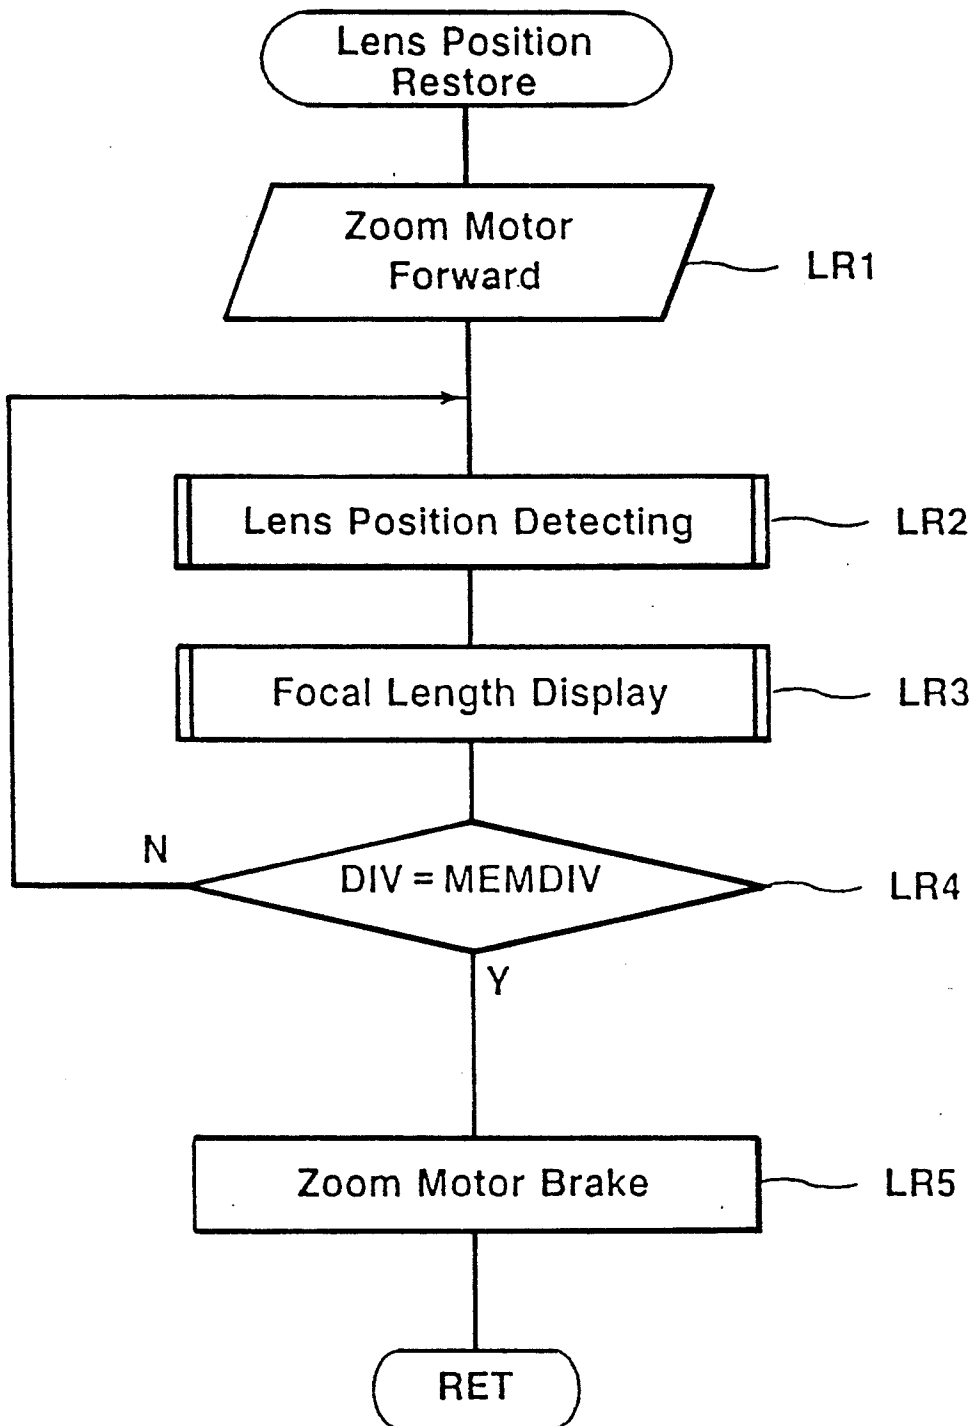 Lens Position
Restore
Zoom Motor
Forward
LR1
Lens Position Detecting
LR2
Focal Length Display
LR3
N
DIV = MEMDIV
LR4
Y
Zoom Motor Brake
LR5
RET